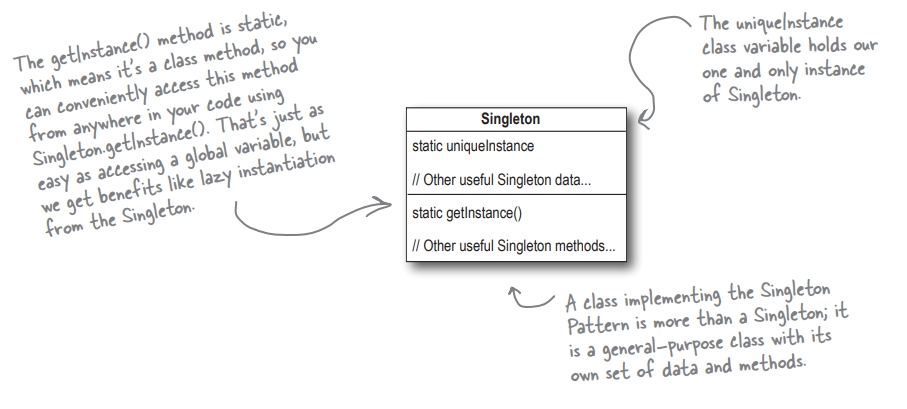 The getInstance() method is static,
which means it's a class method, so you
can conveniently access this method
from anywhere in your code using
Singleton.getInstance(). That's just as
easy as accessing a global variable, but
we get benefits like lazy instantiation
from the Singleton.
The uniqueInstance
class variable holds our
one and only instance
of Singleton.
Singleton
static uniqueInstance
// Other useful Singleton data...
static getInstance()
// Other useful Singleton methods...
A class implementing the Singleton
Pattern is more than a Singleton; it
is a general-purpose class with its
own set of data and methods.